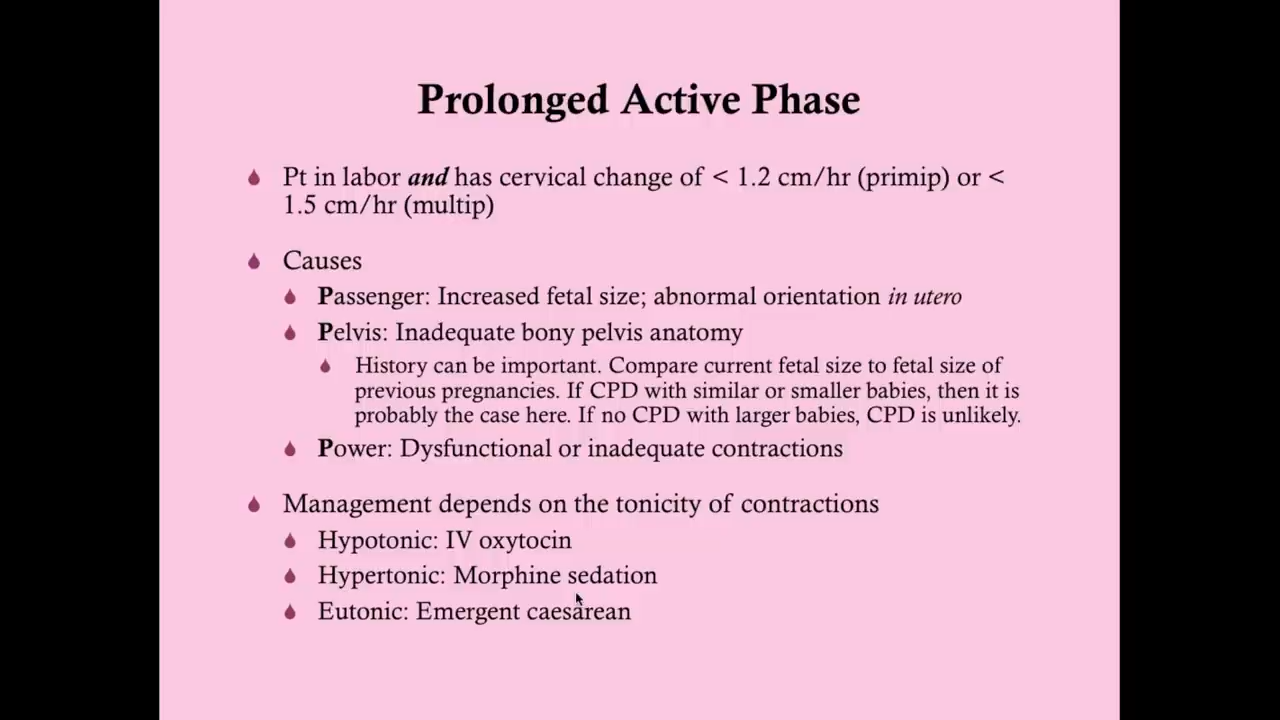 Prolonged Active Phase
Pt in labor and has cervical change of < 1.2 cm/hr (primip) or <
1.5 cm/hr (multip)
Causes
Passenger: Increased fetal size; abnormal orientation in utero
Pelvis: Inadequate bony pelvis anatomy
History can be important. Compare current fetal size to fetal size of
previous pregnancies. If CPD with similar or smaller babies, then it is
probably the case here. If no CPD with larger babies, CPD is unlikely.
Power: Dysfunctional or inadequate contractions
Management depends on the tonicity of contractions
Hypotonic: IV oxytocin
Hypertonic: Morphine sedation
Eutonic: Emergent caesarean